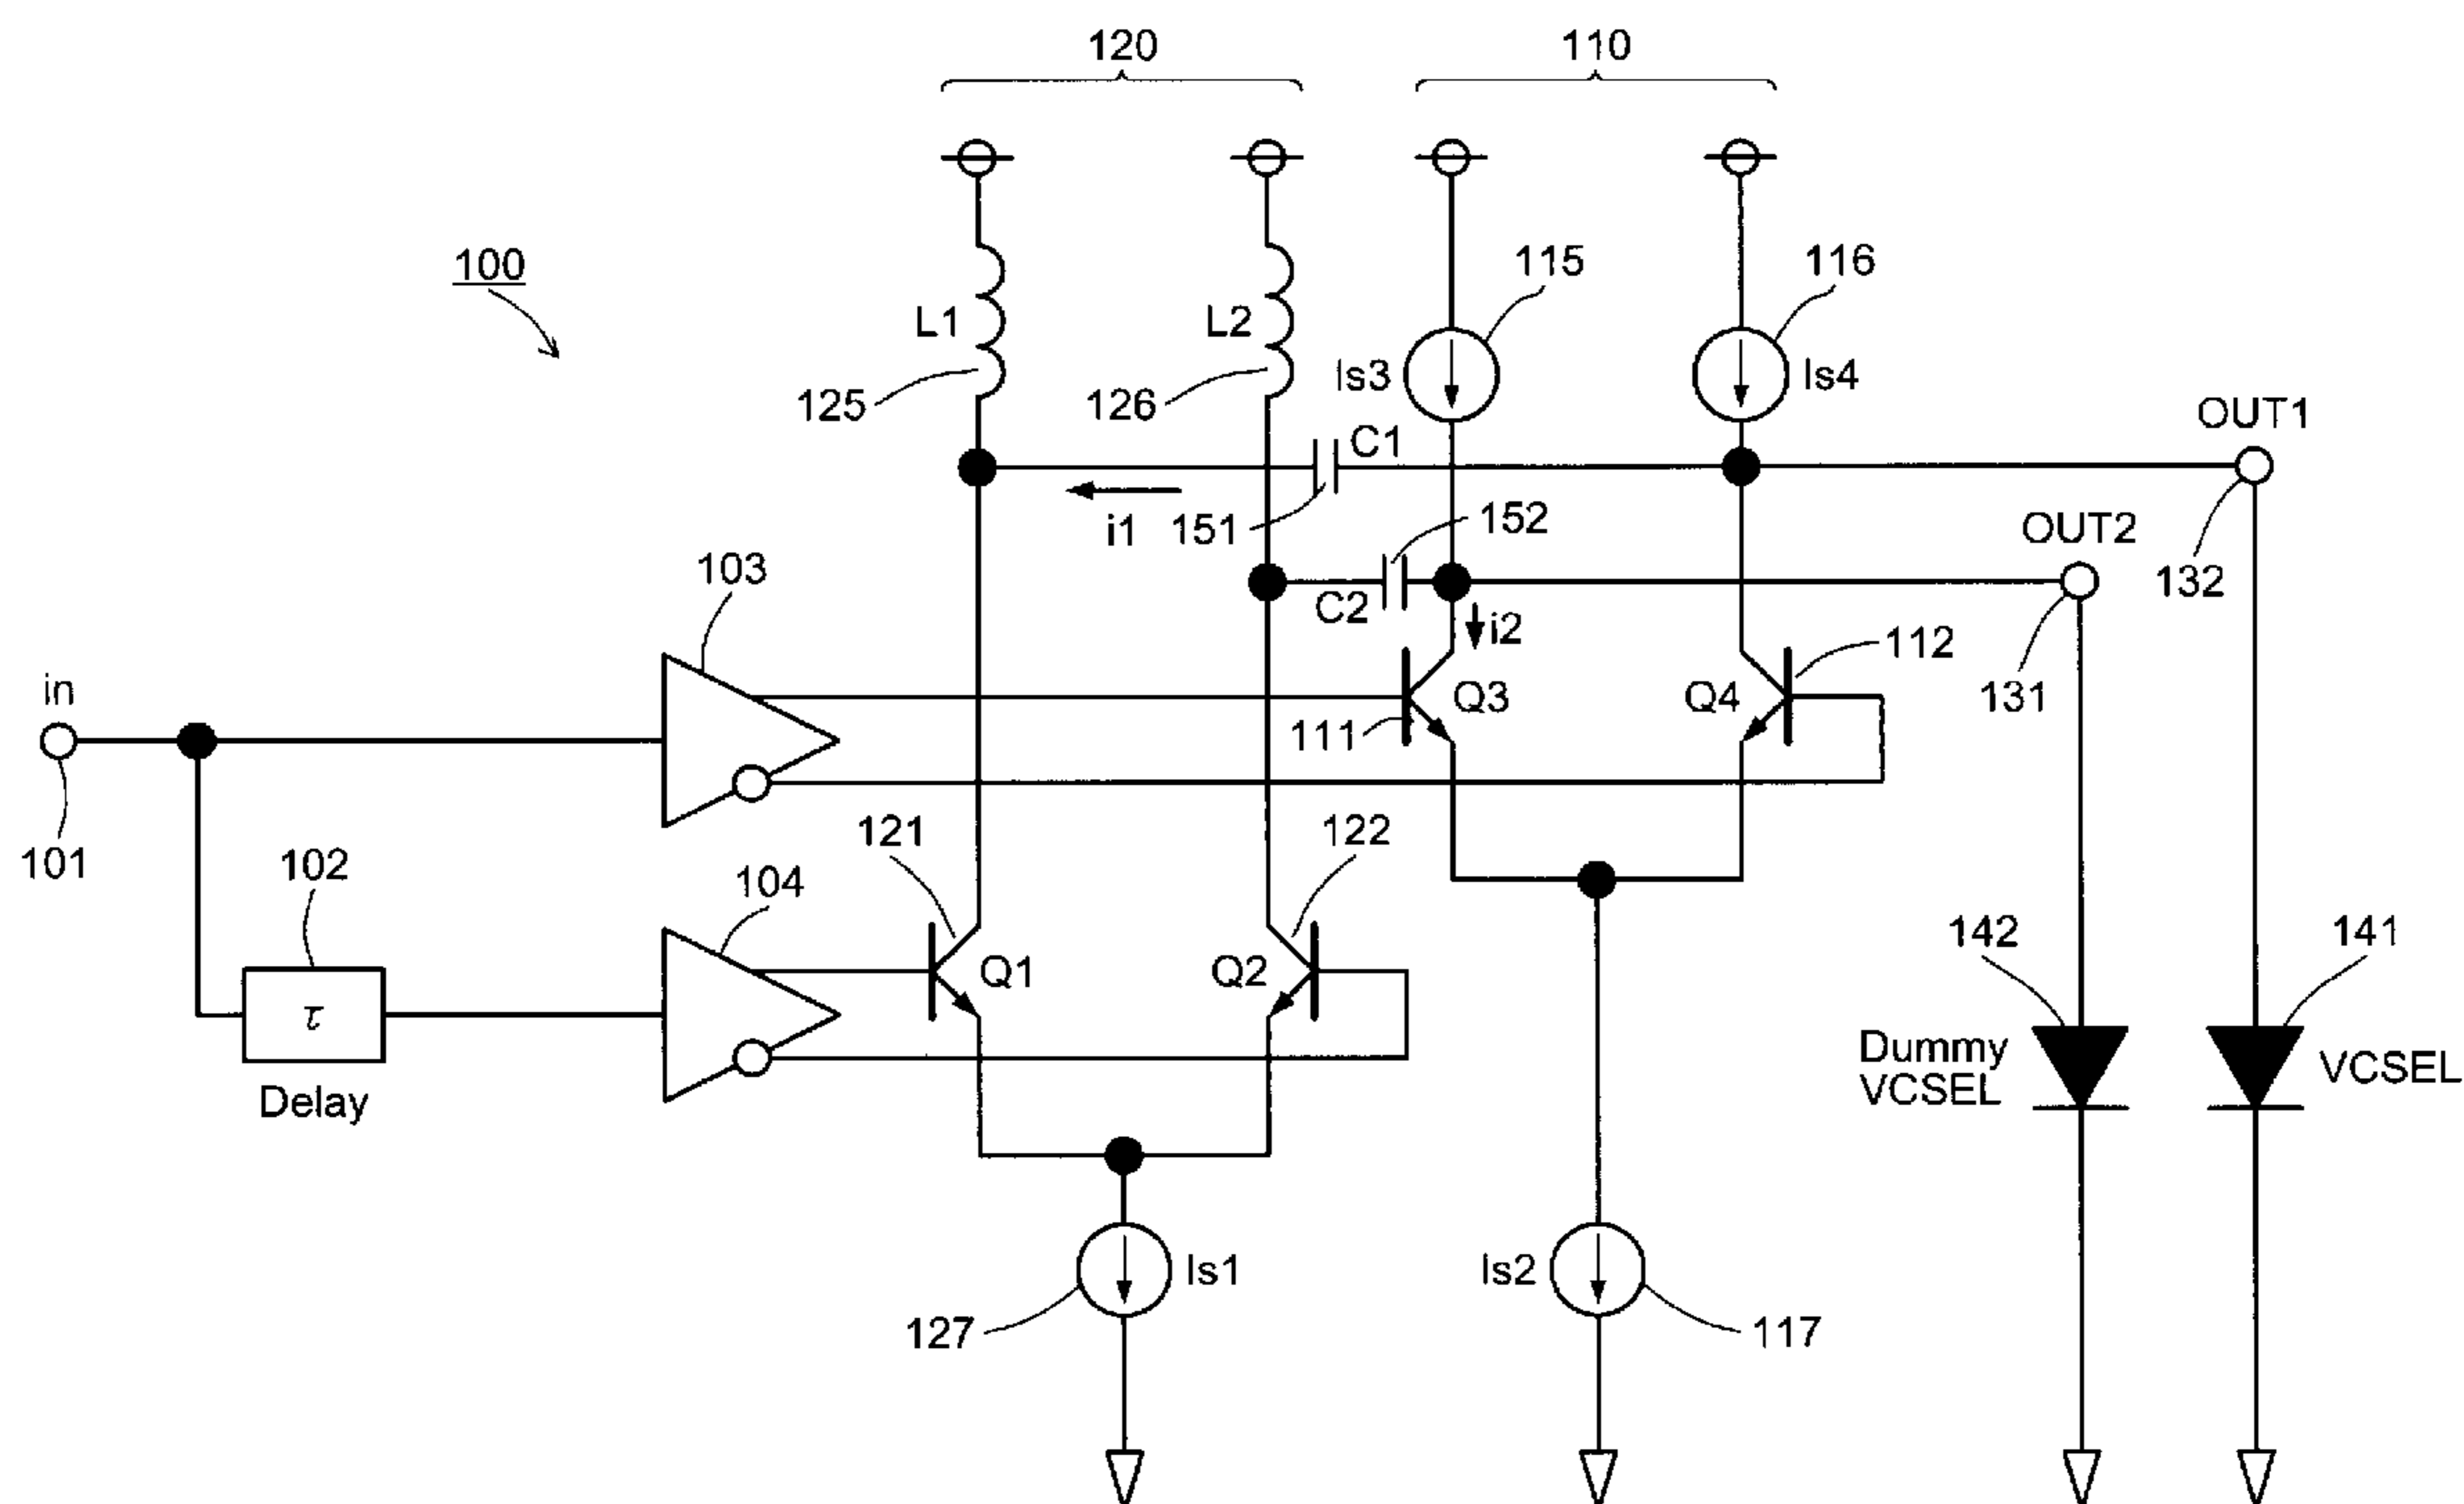 120
110
100
L1
L2
115
116
125
126
Is3
Is4
OUT1
C1
i1
151
152
OUT2
132
C2
i2
103
112
in
Q3
Q4
131
111
101
102
121
122
104
Q1
Q2
142
141
τ
Delay
Dummy
VCSEL
VCSEL
Is1
Is2
127
117